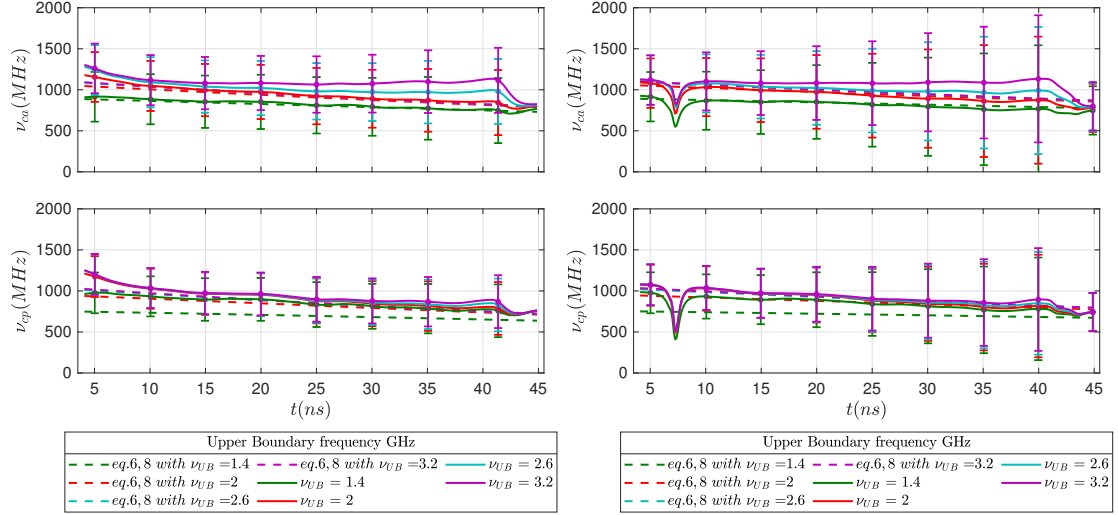 2000
1500
1000
500
0
ν_ca(MHz)
2000
1500
1000
500
0
ν_ca(MHz)
2000
1500
1000
500
0
ν_cp(MHz)
5 10 15 20 25 30 35 40 45
t(ns)
2000
1500
1000
500
0
ν_cp(MHz)
5 10 15 20 25 30 35 40 45
t(ns)
Upper Boundary frequency GHz
eq.6,8 with ν_UB =1.4 eq.6,8 with ν_UB =3.2 ν_UB = 2.6
eq.6,8 with ν_UB =2 ν_UB = 1.4 ν_UB = 3.2
eq.6,8 with ν_UB =2.6 ν_UB = 2
Upper Boundary frequency GHz
eq.6,8 with ν_UB =1.4 eq.6,8 with ν_UB =3.2 ν_UB = 2.6
eq.6,8 with ν_UB =2 ν_UB = 1.4 ν_UB = 3.2
eq.6,8 with ν_UB =2.6 ν_UB = 2